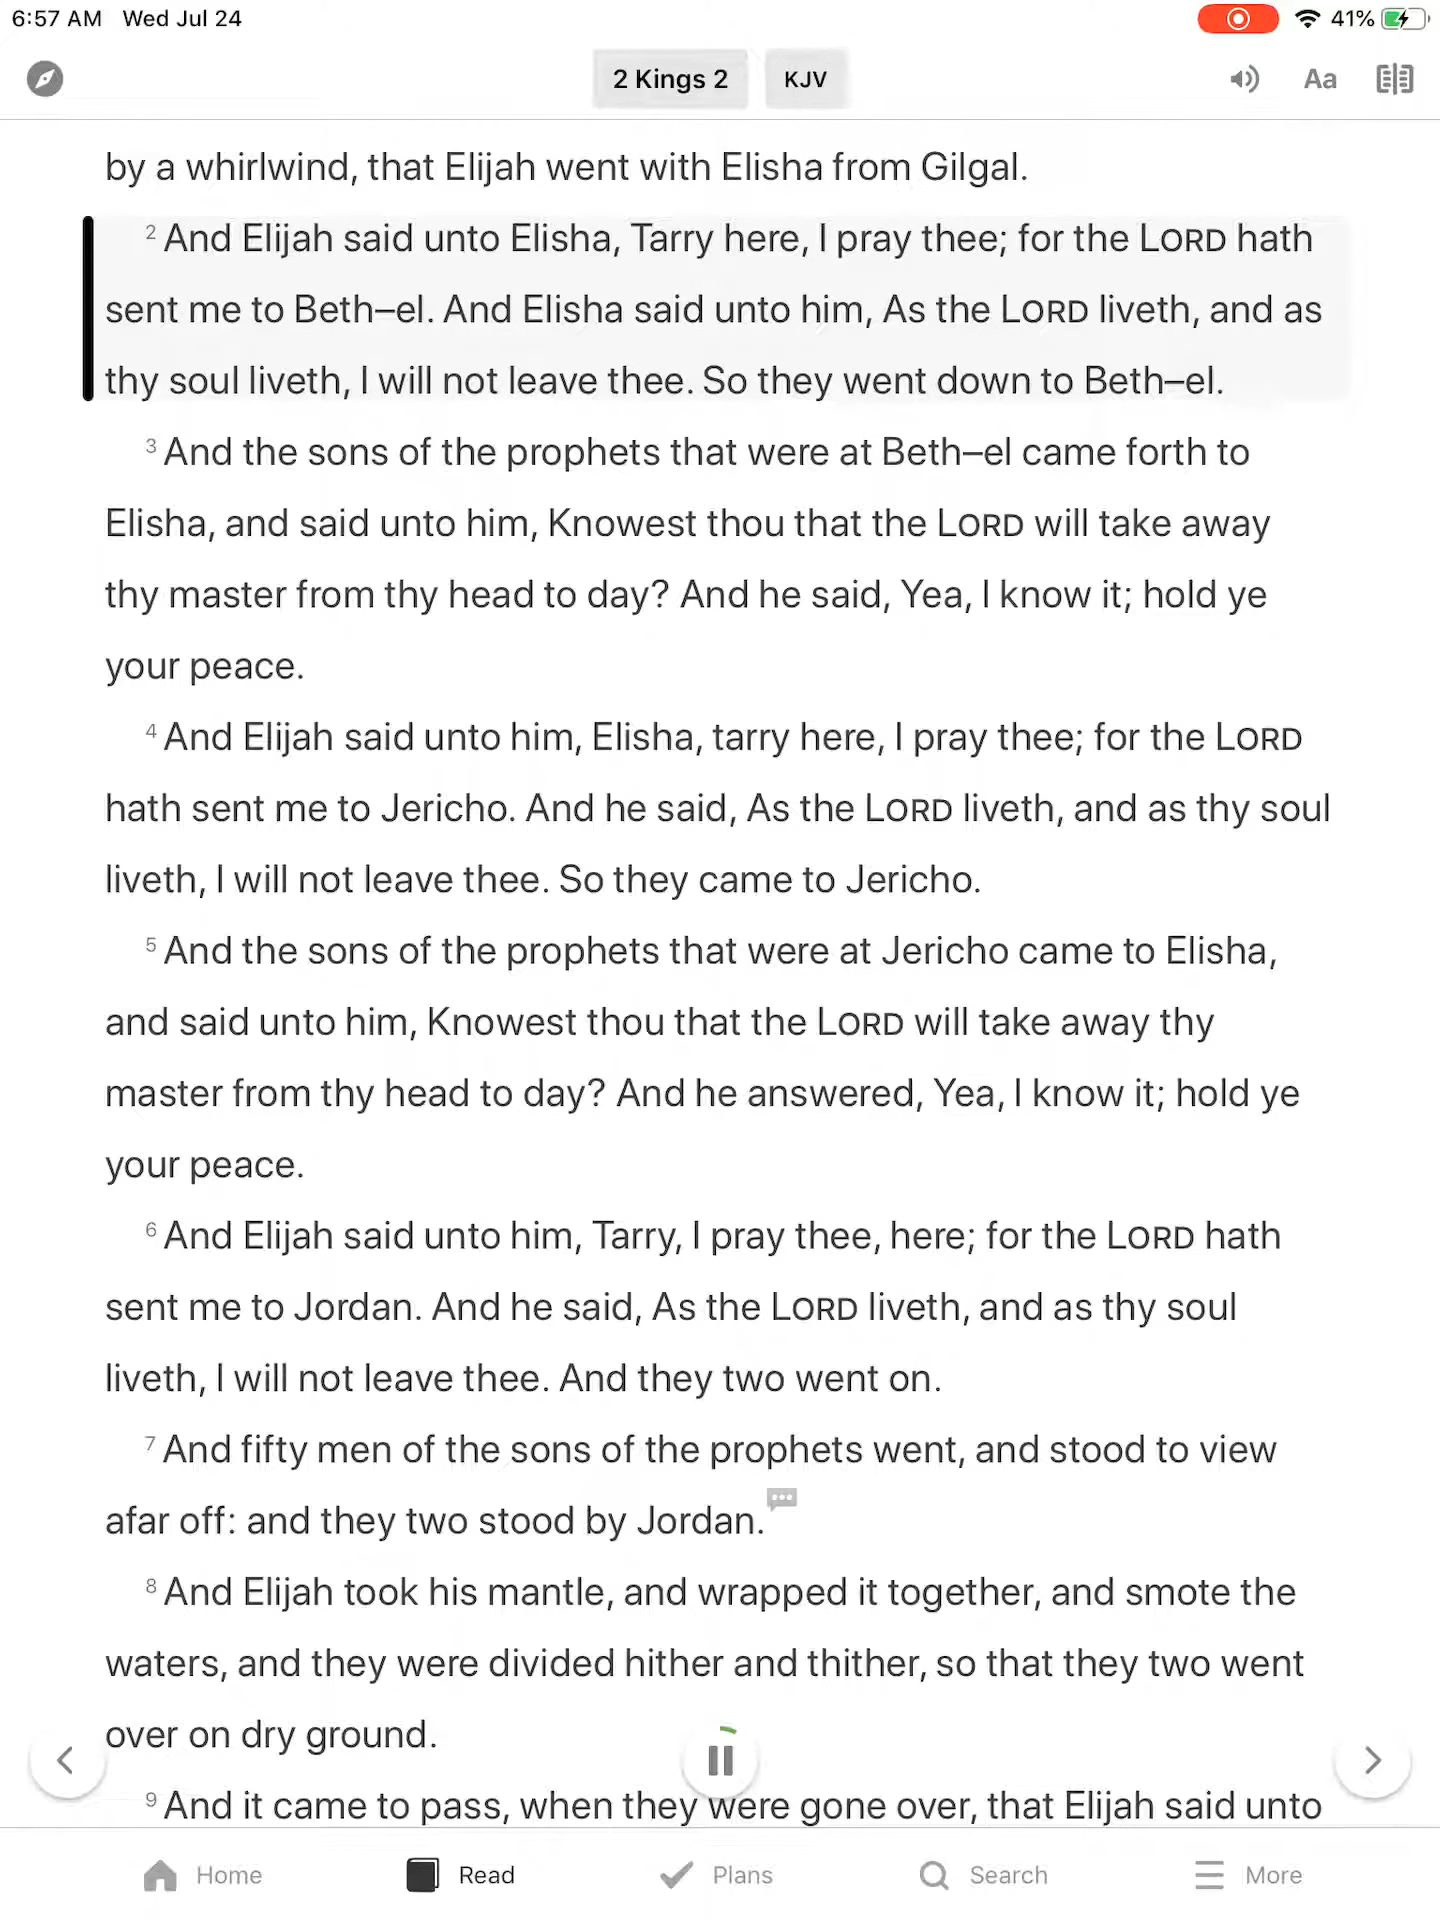 6:57 AM Wed Jul 24 41%
2 Kings 2 KJV Aa
by a whirlwind, that Elijah went with Elisha from Gilgal.
2 And Elijah said unto Elisha, Tarry here, I pray thee; for the LORD hath
sent me to Beth–el. And Elisha said unto him, As the LORD liveth, and as
thy soul liveth, I will not leave thee. So they went down to Beth–el.
3 And the sons of the prophets that were at Beth–el came forth to
Elisha, and said unto him, Knowest thou that the LORD will take away
thy master from thy head to day? And he said, Yea, I know it; hold ye
your peace.
4 And Elijah said unto him, Elisha, tarry here, I pray thee; for the LORD
hath sent me to Jericho. And he said, As the LORD liveth, and as thy soul
liveth, I will not leave thee. So they came to Jericho.
5 And the sons of the prophets that were at Jericho came to Elisha,
and said unto him, Knowest thou that the LORD will take away thy
master from thy head to day? And he answered, Yea, I know it; hold ye
your peace.
6 And Elijah said unto him, Tarry, I pray thee, here; for the LORD hath
sent me to Jordan. And he said, As the LORD liveth, and as thy soul
liveth, I will not leave thee. And they two went on.
7 And fifty men of the sons of the prophets went, and stood to view
afar off: and they two stood by Jordan.
8 And Elijah took his mantle, and wrapped it together, and smote the
waters, and they were divided hither and thither, so that they two went
over on dry ground.
9 And it came to pass, when they were gone over, that Elijah said unto
Home Read Plans Search More